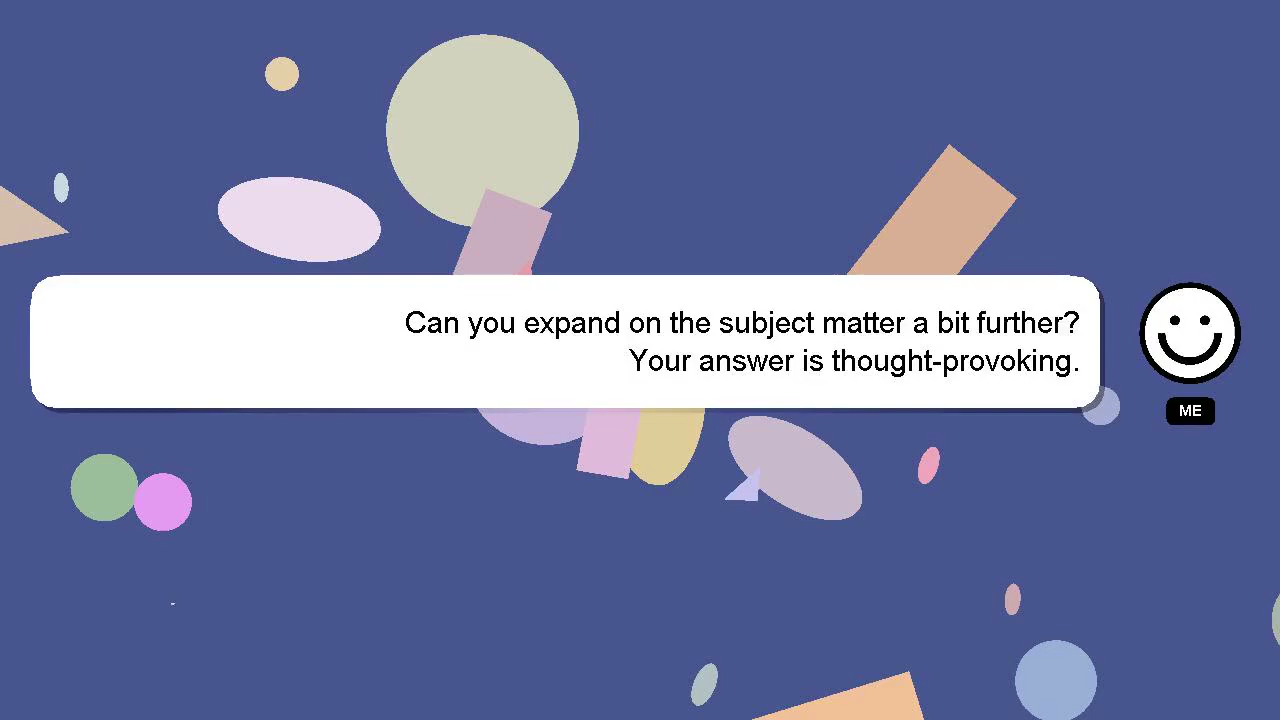 Can you expand on the subject matter a bit further?
Your answer is thought-provoking.
ME